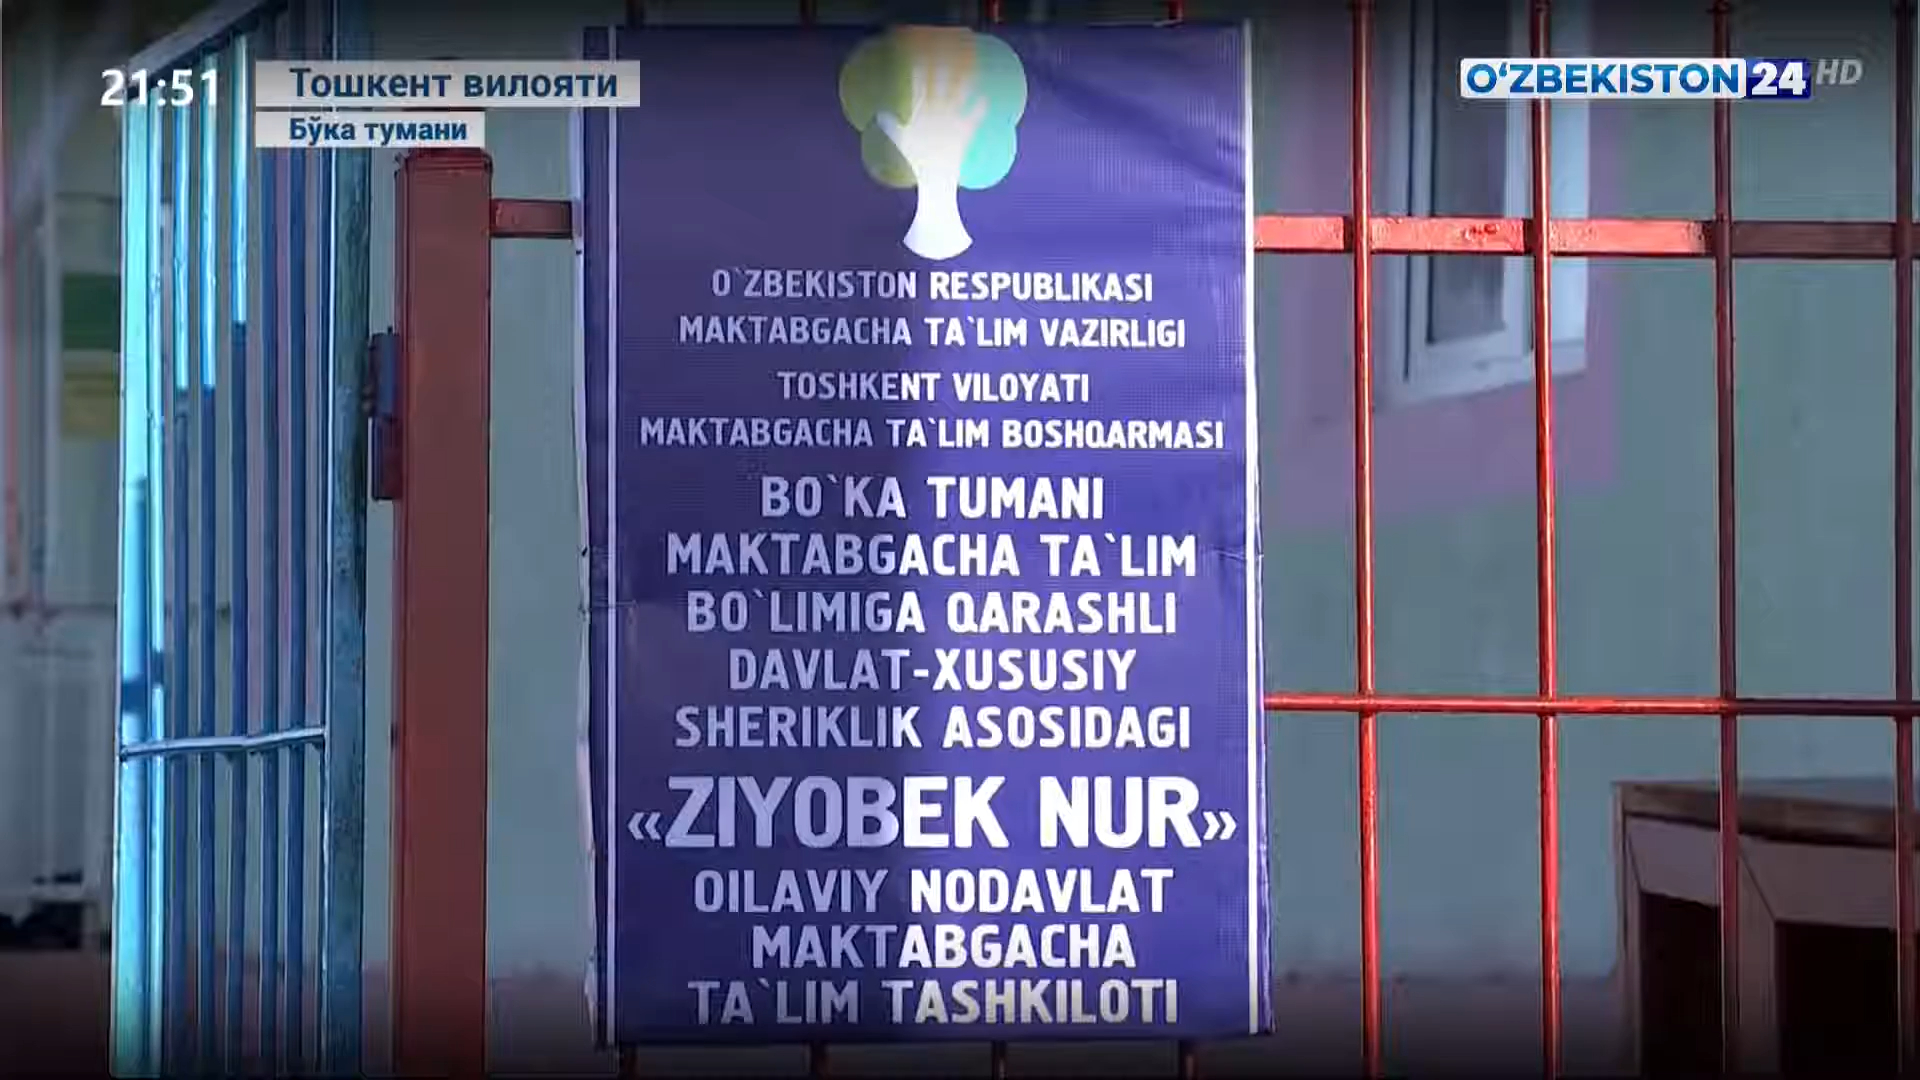 21:51
Тошкент вилояти
Бўка тумани
O‘ZBEKISTON 24 HD
O`ZBEKISTON RESPUBLIKASI
MAKTABGACHA TA`LIM VAZIRLIGI
TOSHKENT VILOYATI
MAKTABGACHA TA`LIM BOSHQARMASI
BO`KA TUMANI
MAKTABGACHA TA`LIM
BO`LIMIGA QARASHLI
DAVLAT-XUSUSIY
SHERIKLIK ASOSIDAGI
«ZIYOBEK NUR»
OILAVIY NODAVLAT
MAKTABGACHA
TA`LIM TASHKILOTI